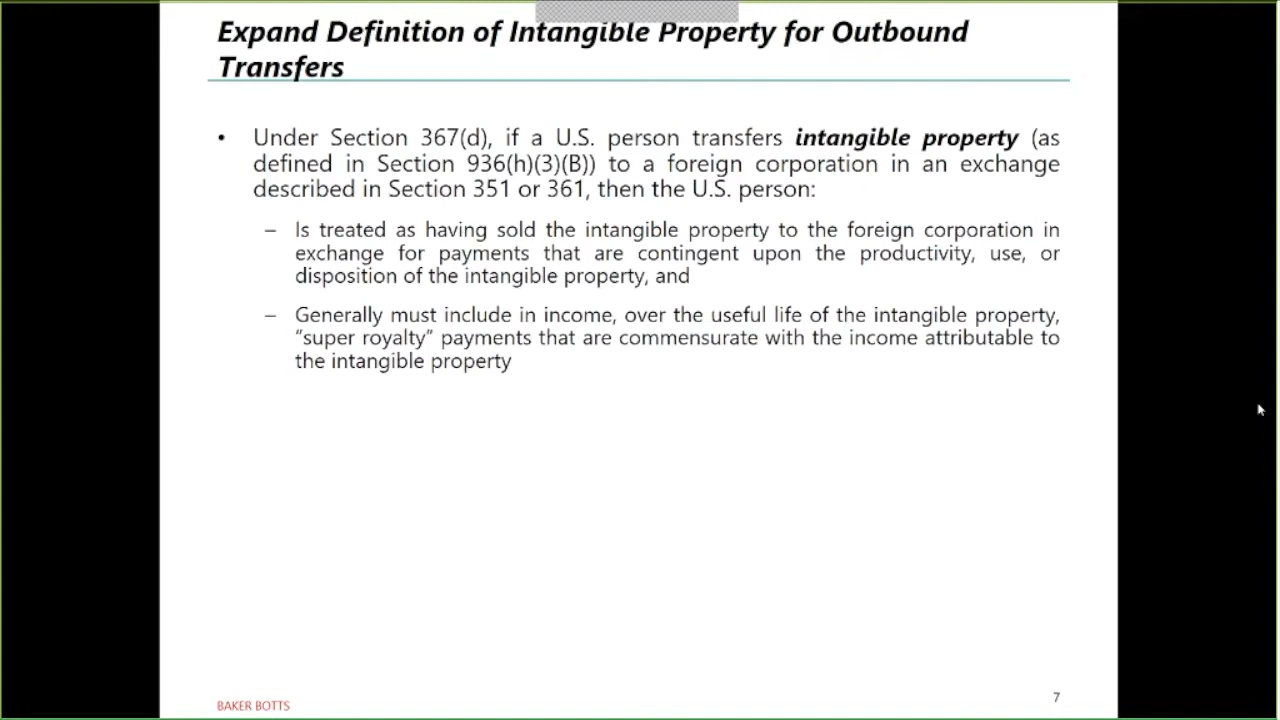 Expand Definition of Intangible Property for Outbound
Transfers
• Under Section 367(d), if a U.S. person transfers intangible property (as
defined in Section 936(h)(3)(B)) to a foreign corporation in an exchange
described in Section 351 or 361, then the U.S. person:
– Is treated as having sold the intangible property to the foreign corporation in
exchange for payments that are contingent upon the productivity, use, or
disposition of the intangible property, and
– Generally must include in income, over the useful life of the intangible property,
“super royalty” payments that are commensurate with the income attributable to
the intangible property
BAKER BOTTS
7